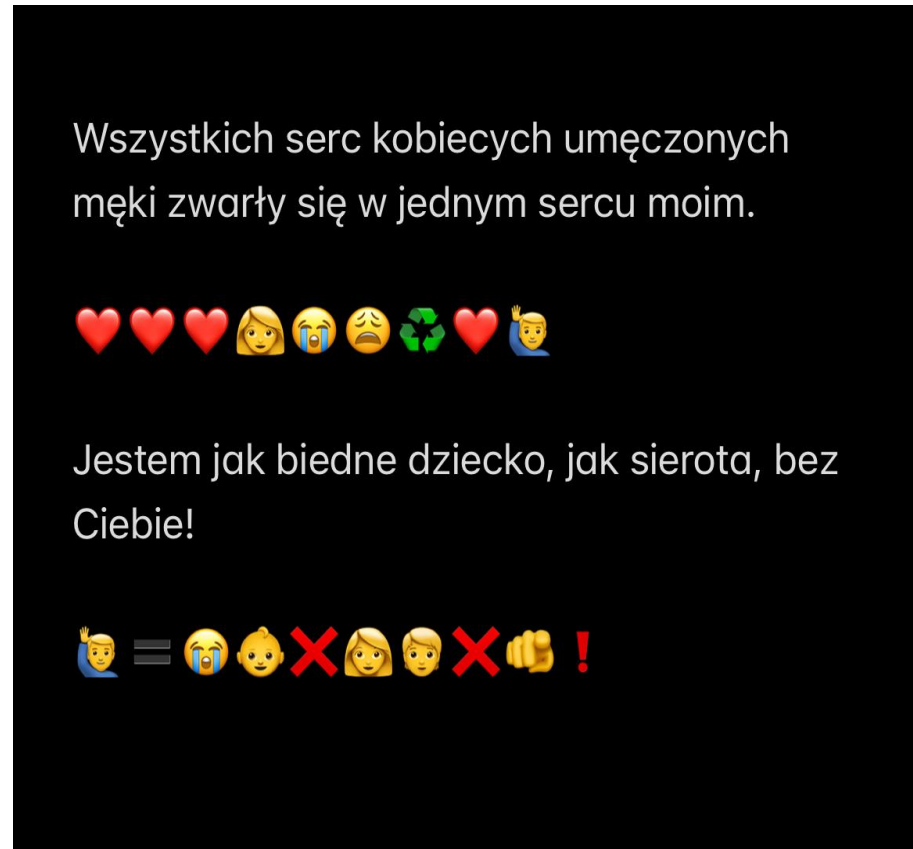 Wszystkich serc kobiecych umęczonych
męki zwarły się w jednym sercu moim.
❤️❤️❤️👩😭😩♻️❤️🙋‍♂️
Jestem jak biedne dziecko, jak sierota, bez
Ciebie!
🙋‍♂️🟰😭👶❌👩🧑❌🫵❗